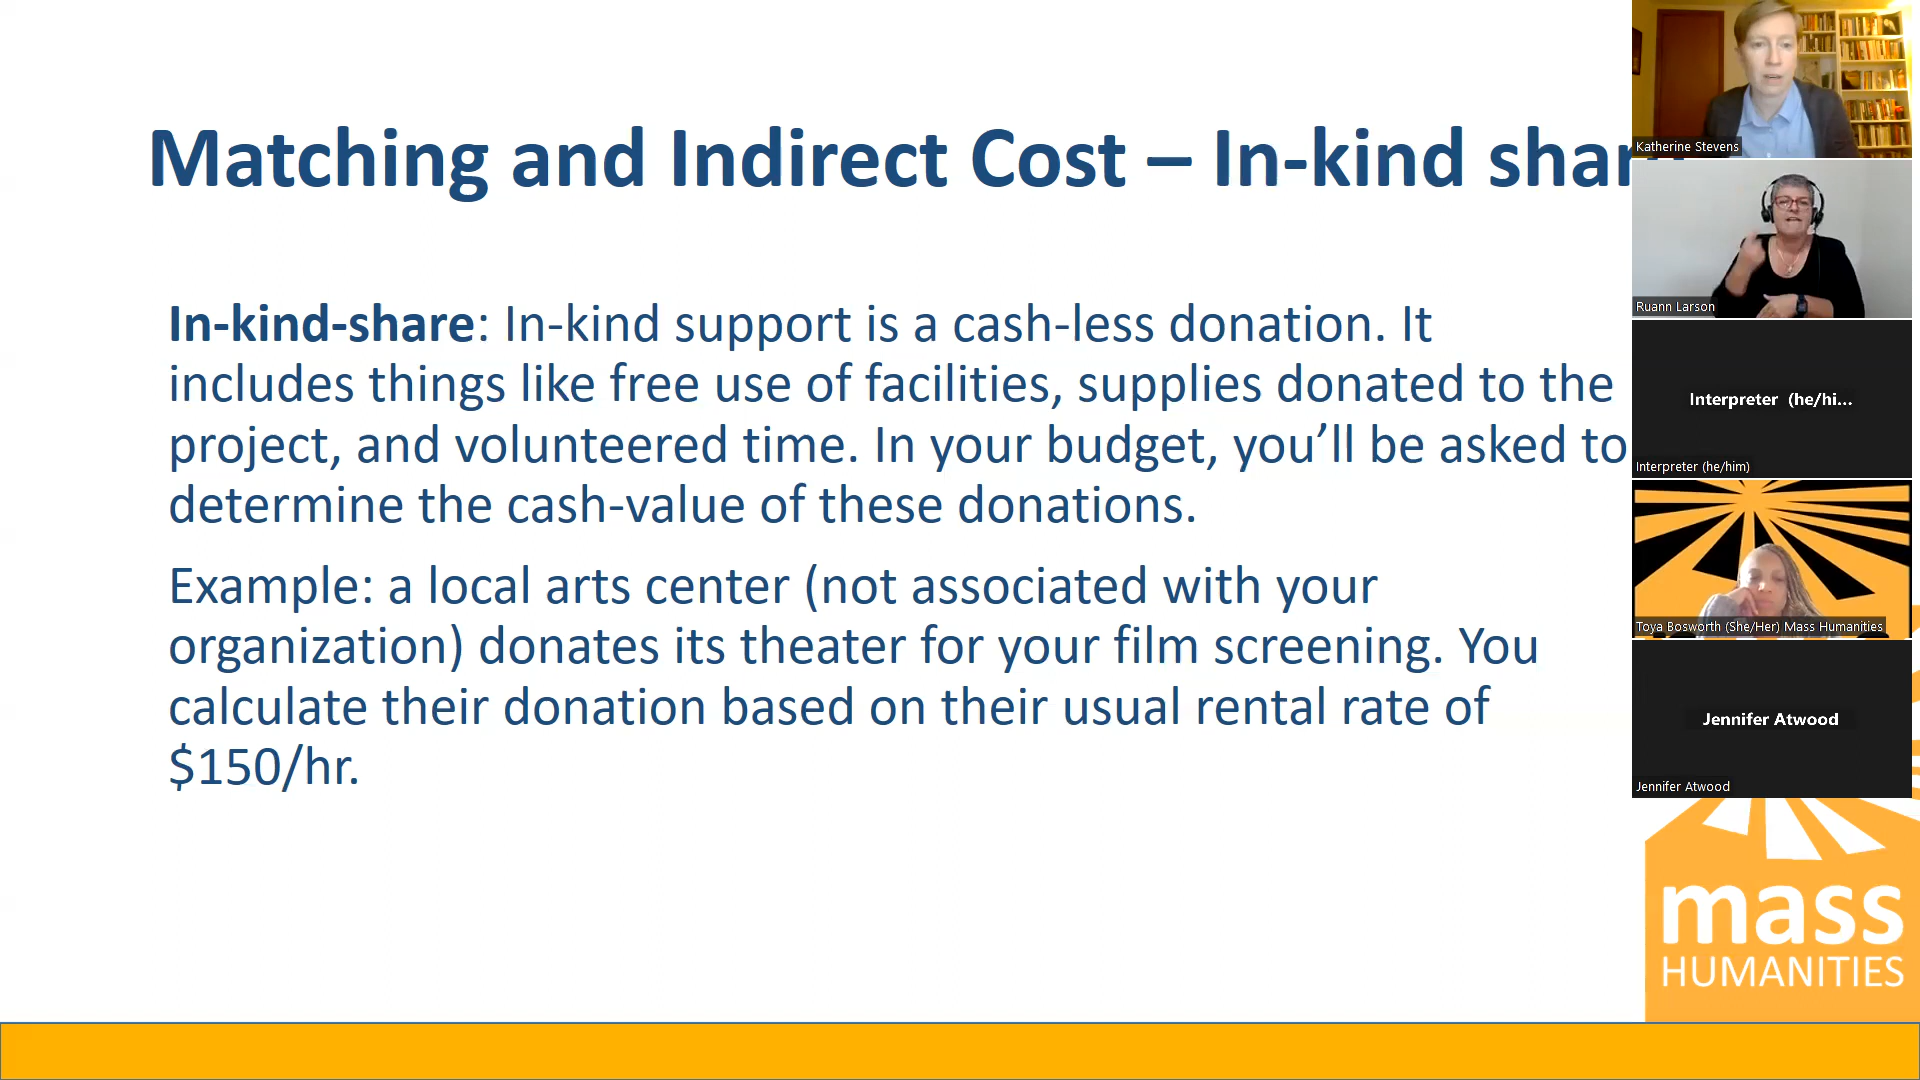 Matching and Indirect Cost – In-kind shar
In-kind-share: In-kind support is a cash-less donation. It
includes things like free use of facilities, supplies donated to the
project, and volunteered time. In your budget, you’ll be asked to
determine the cash-value of these donations.
Example: a local arts center (not associated with your
organization) donates its theater for your film screening. You
calculate their donation based on their usual rental rate of
$150/hr.
Katherine Stevens
Ruann Larson
Interpreter (he/hi...
Interpreter (he/him)
Toya Bosworth (She/Her) Mass Humanities
Jennifer Atwood
Jennifer Atwood
mass
HUMANITIES